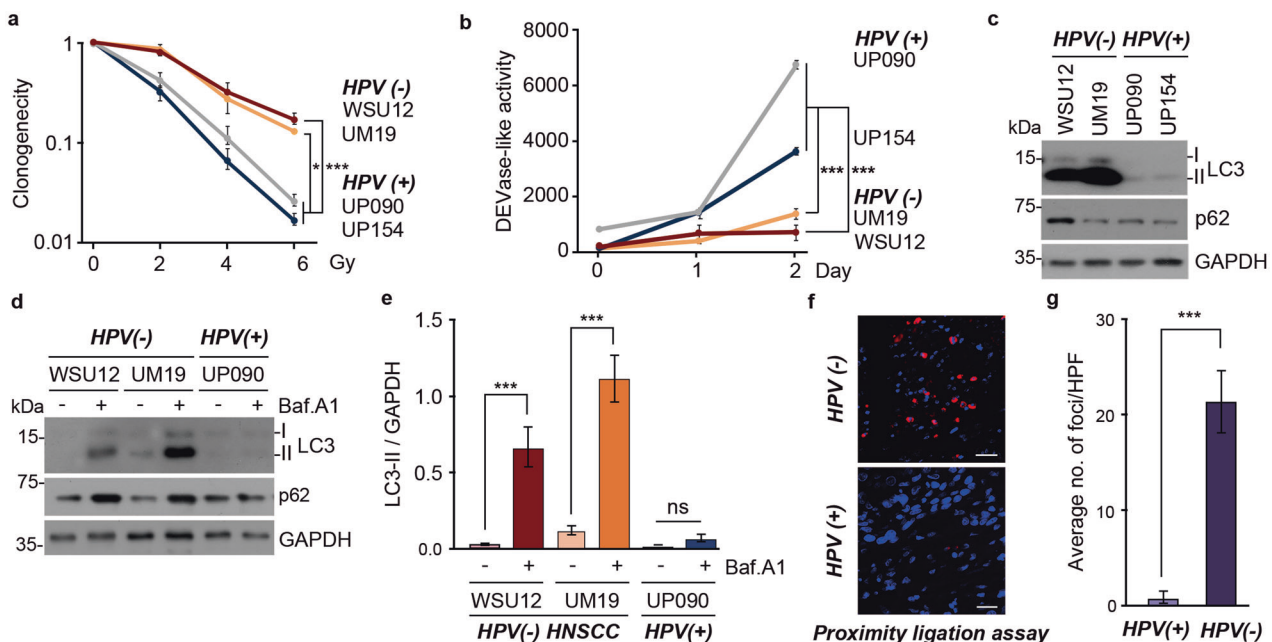 a
Clonogenecity
1
0.1
0.01
0
2
4
6
Gy
HPV (-)
WSU12
UM19
*
***
HPV (+)
UP090
UP154
b
DEVase-like activity
8000
6000
4000
2000
0
0
1
2
Day
HPV (+)
UP090
UP154
***
***
HPV (-)
UM19
WSU12
c
HPV(-) HPV(+)
WSU12
UM19
UP090
UP154
kDa
15-
75-
35-
-I
-II
LC3
p62
GAPDH
d
HPV(-) HPV(+)
WSU12 UM19 UP090
kDa - + - + - + Baf.A1
15-
75-
35-
-I
-II
LC3
p62
GAPDH
e
LC3-II / GAPDH
1.5
1.0
0.5
0.0
***
***
ns
- + - + - + Baf.A1
WSU12 UM19 UP090
HPV(-) HNSCC HPV(+)
f
HPV (-)
HPV (+)
Proximity ligation assay
g
Average no. of foci/HPF
30
20
10
0
***
HPV(+) HPV(-)